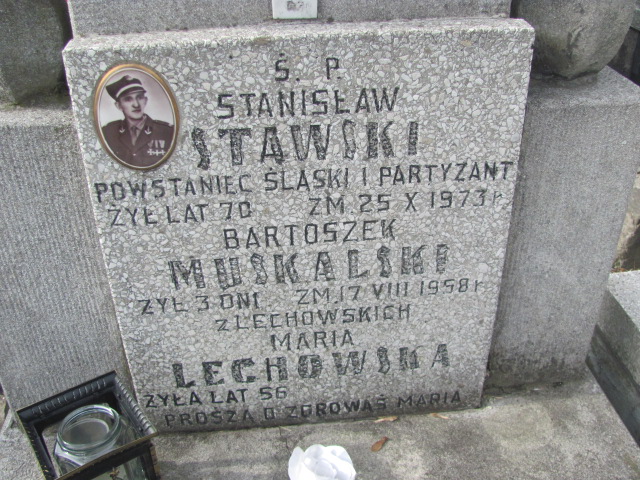 Ś. P.
STANISŁAW
STAWSKI
POWSTANIEC ŚLĄSKI I PARTYZANT
ŻYŁ LAT 70 ZM. 25 X 1973 r.
BARTOSZEK
MUSKALSKI
ŻYŁ 3 DNI ZM. 17 VIII 1958 r
Z LECHOWSKICH
MARIA
LECHOWSKA
ŻYŁA LAT 56
PROSZĄ O ZDROWAŚ MARIA